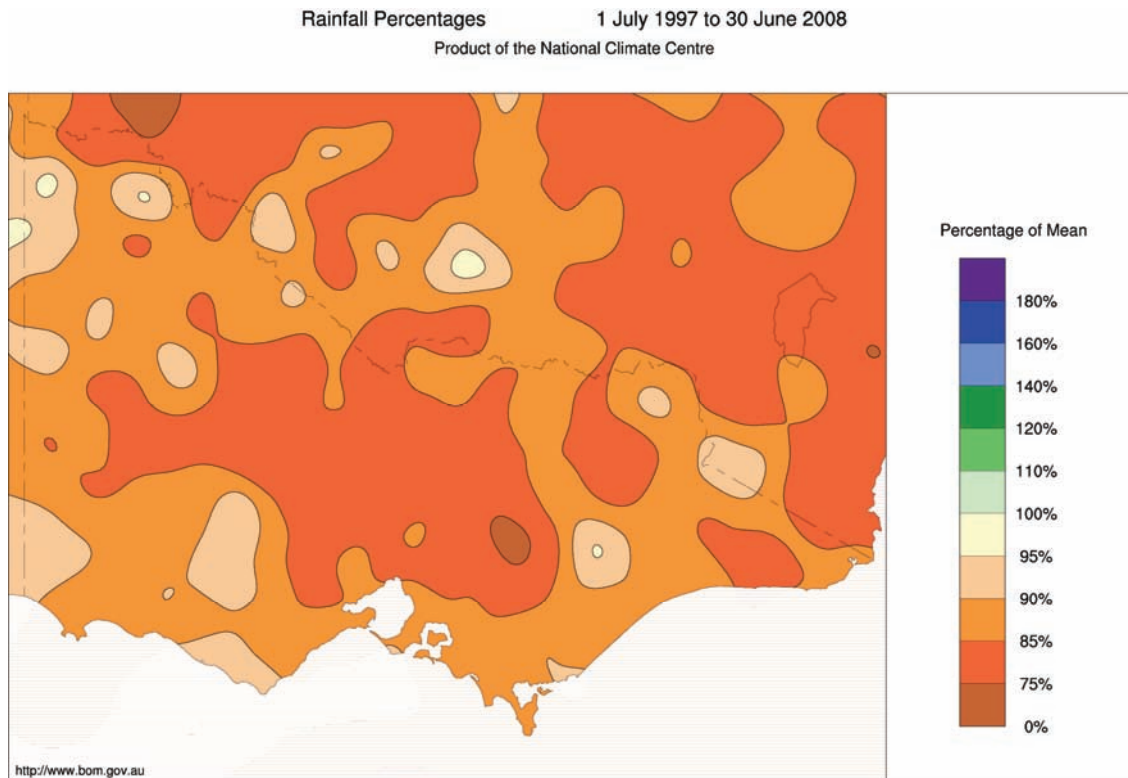 Rainfall Percentages 1 July 1997 to 30 June 2008
Product of the National Climate Centre
Percentage of Mean
180%
160%
140%
120%
110%
100%
95%
90%
85%
75%
0%
http://www.bom.gov.au